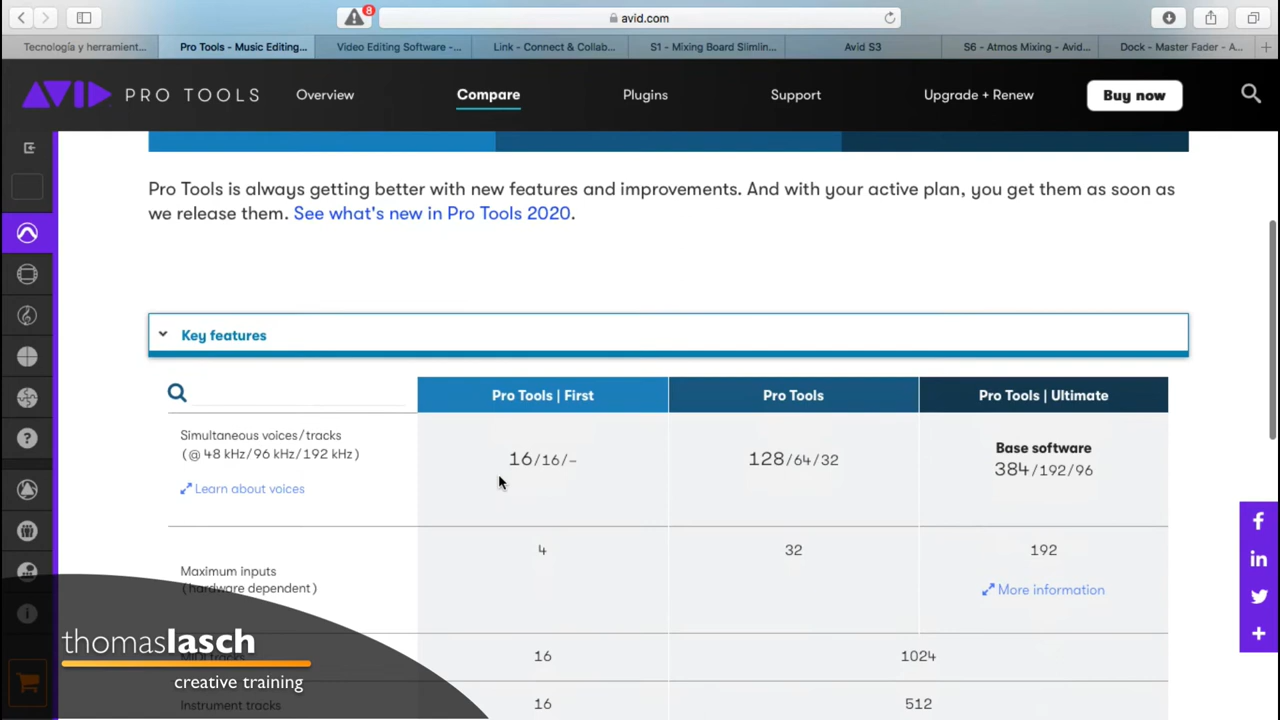 8
avid.com
Tecnología y herramient...
Pro Tools - Music Editing...
Video Editing Software -...
Link - Connect & Collab...
S1 - Mixing Board Slimlin...
Avid S3
S6 - Atmos Mixing - Avid...
Dock - Master Fader - A...
AVID PRO TOOLS
Overview
Compare
Plugins
Support
Upgrade + Renew
Buy now
Pro Tools is always getting better with new features and improvements. And with your active plan, you get them as soon as
we release them. See what's new in Pro Tools 2020.
Key features
Pro Tools | First
Pro Tools
Pro Tools | Ultimate
Simultaneous voices/tracks
(@ 48 kHz/96 kHz/192 kHz)
Learn about voices
16/16/–
128/64/32
Base software
384/192/96
Maximum inputs
(hardware dependent)
4
32
192
More information
MIDI tracks
16
1024
Instrument tracks
16
512
thomaslasch
creative training